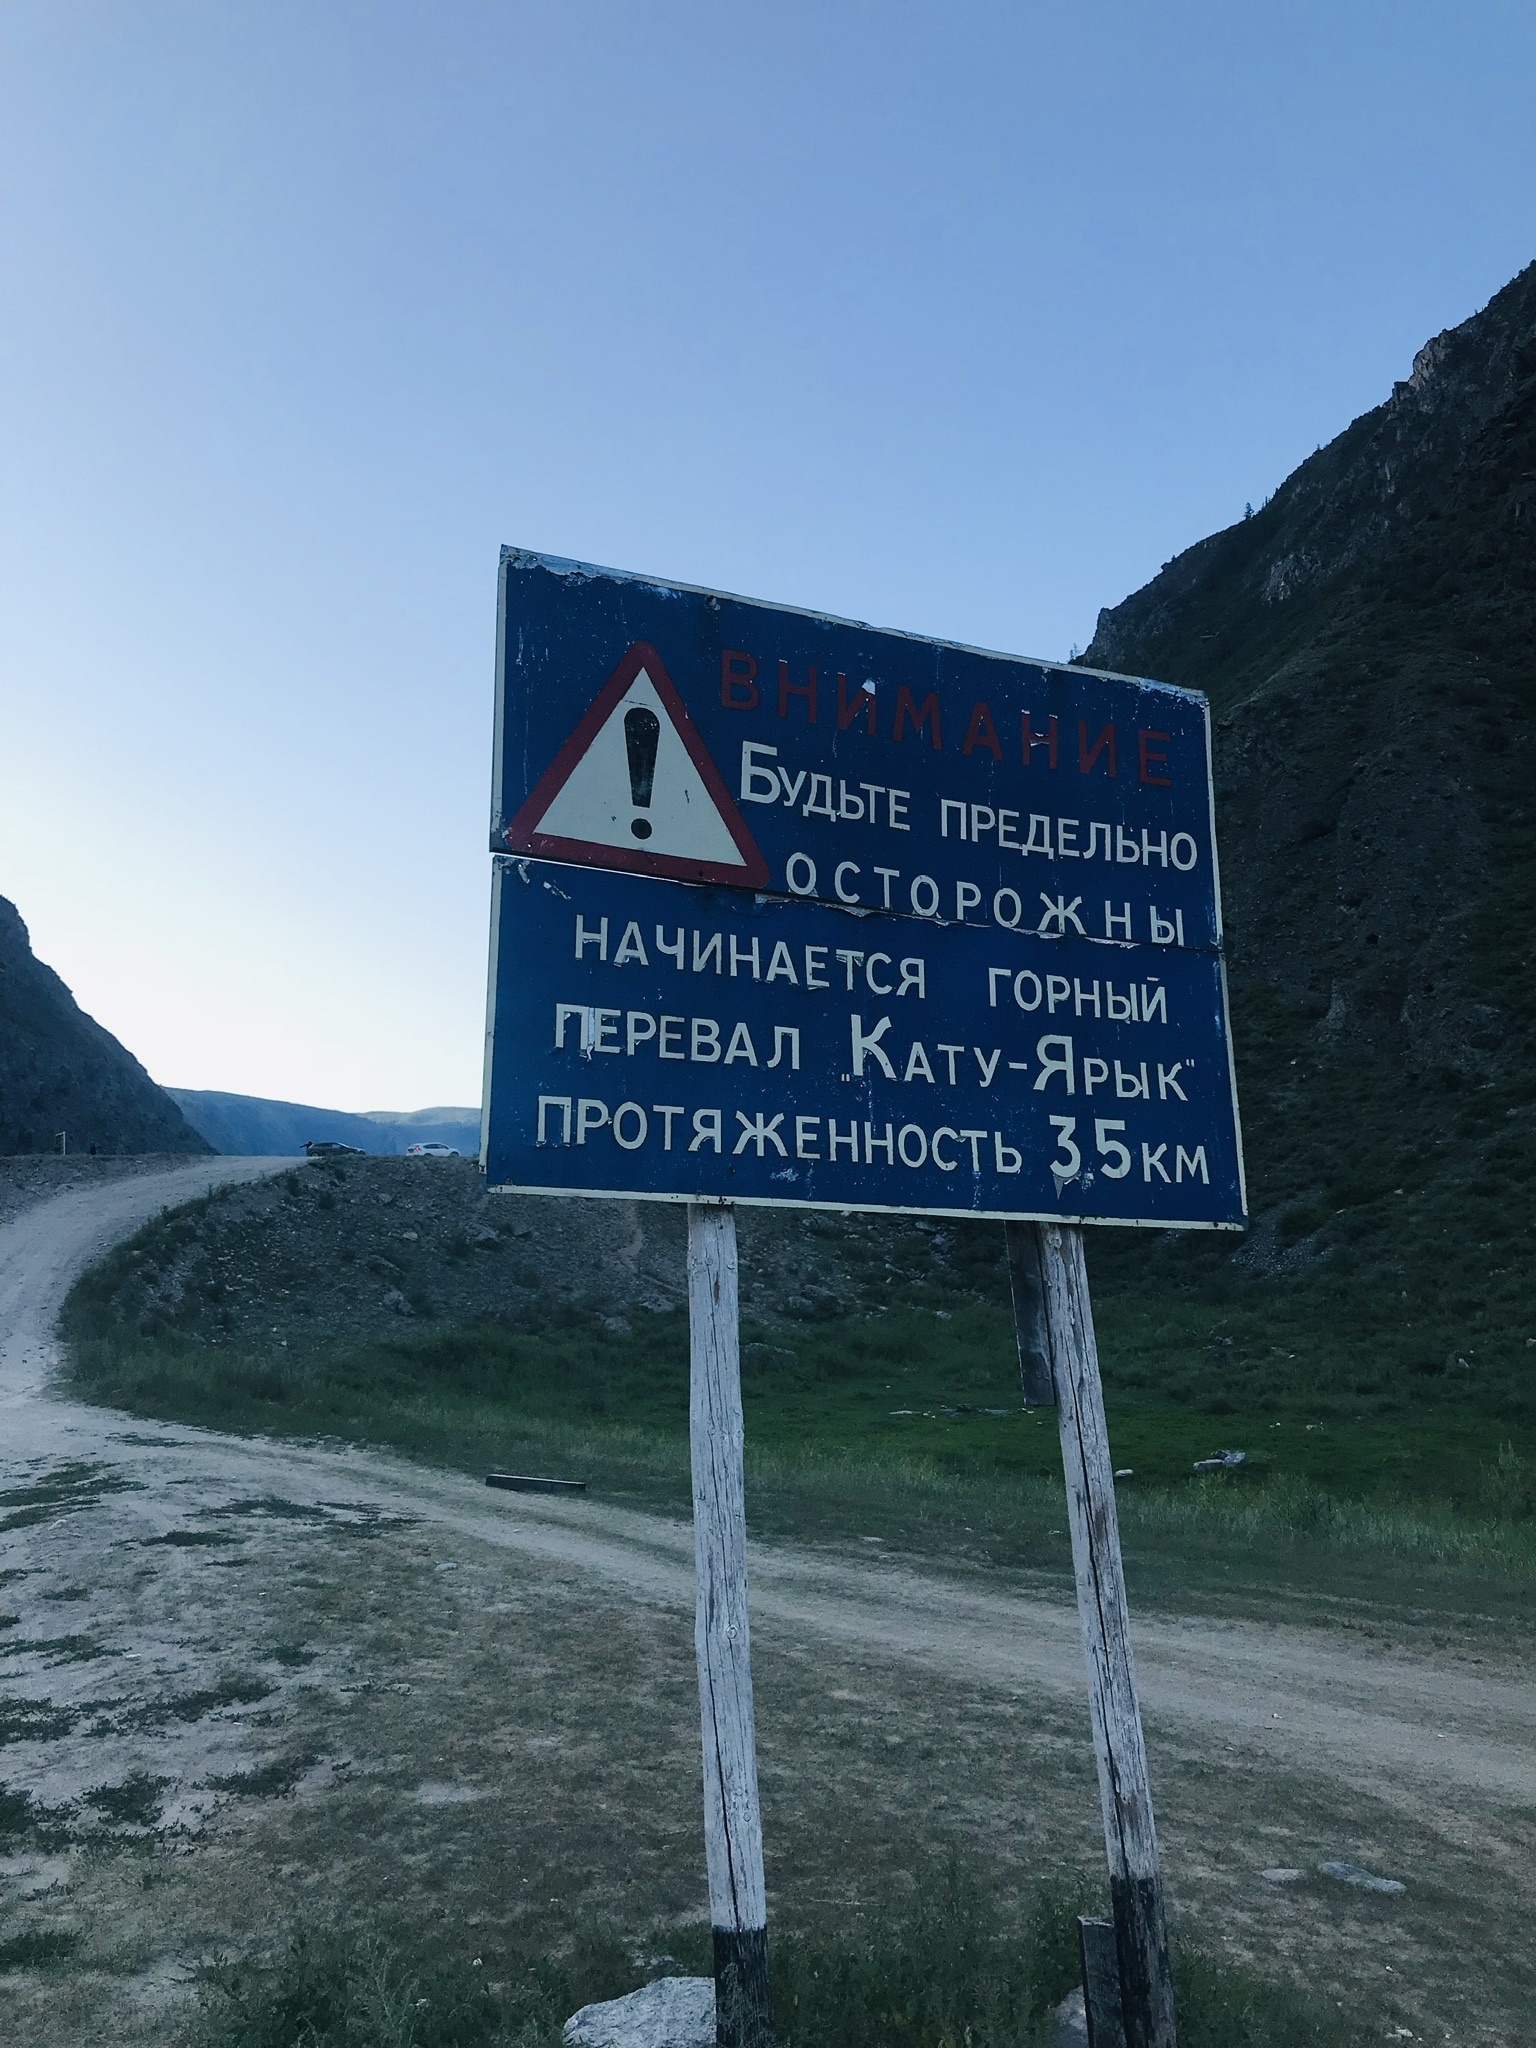 ВНИМАНИЕ
Будьте предельно
осторожны
начинается горный
перевал „Кату-Ярык"
протяженность 3,5 км